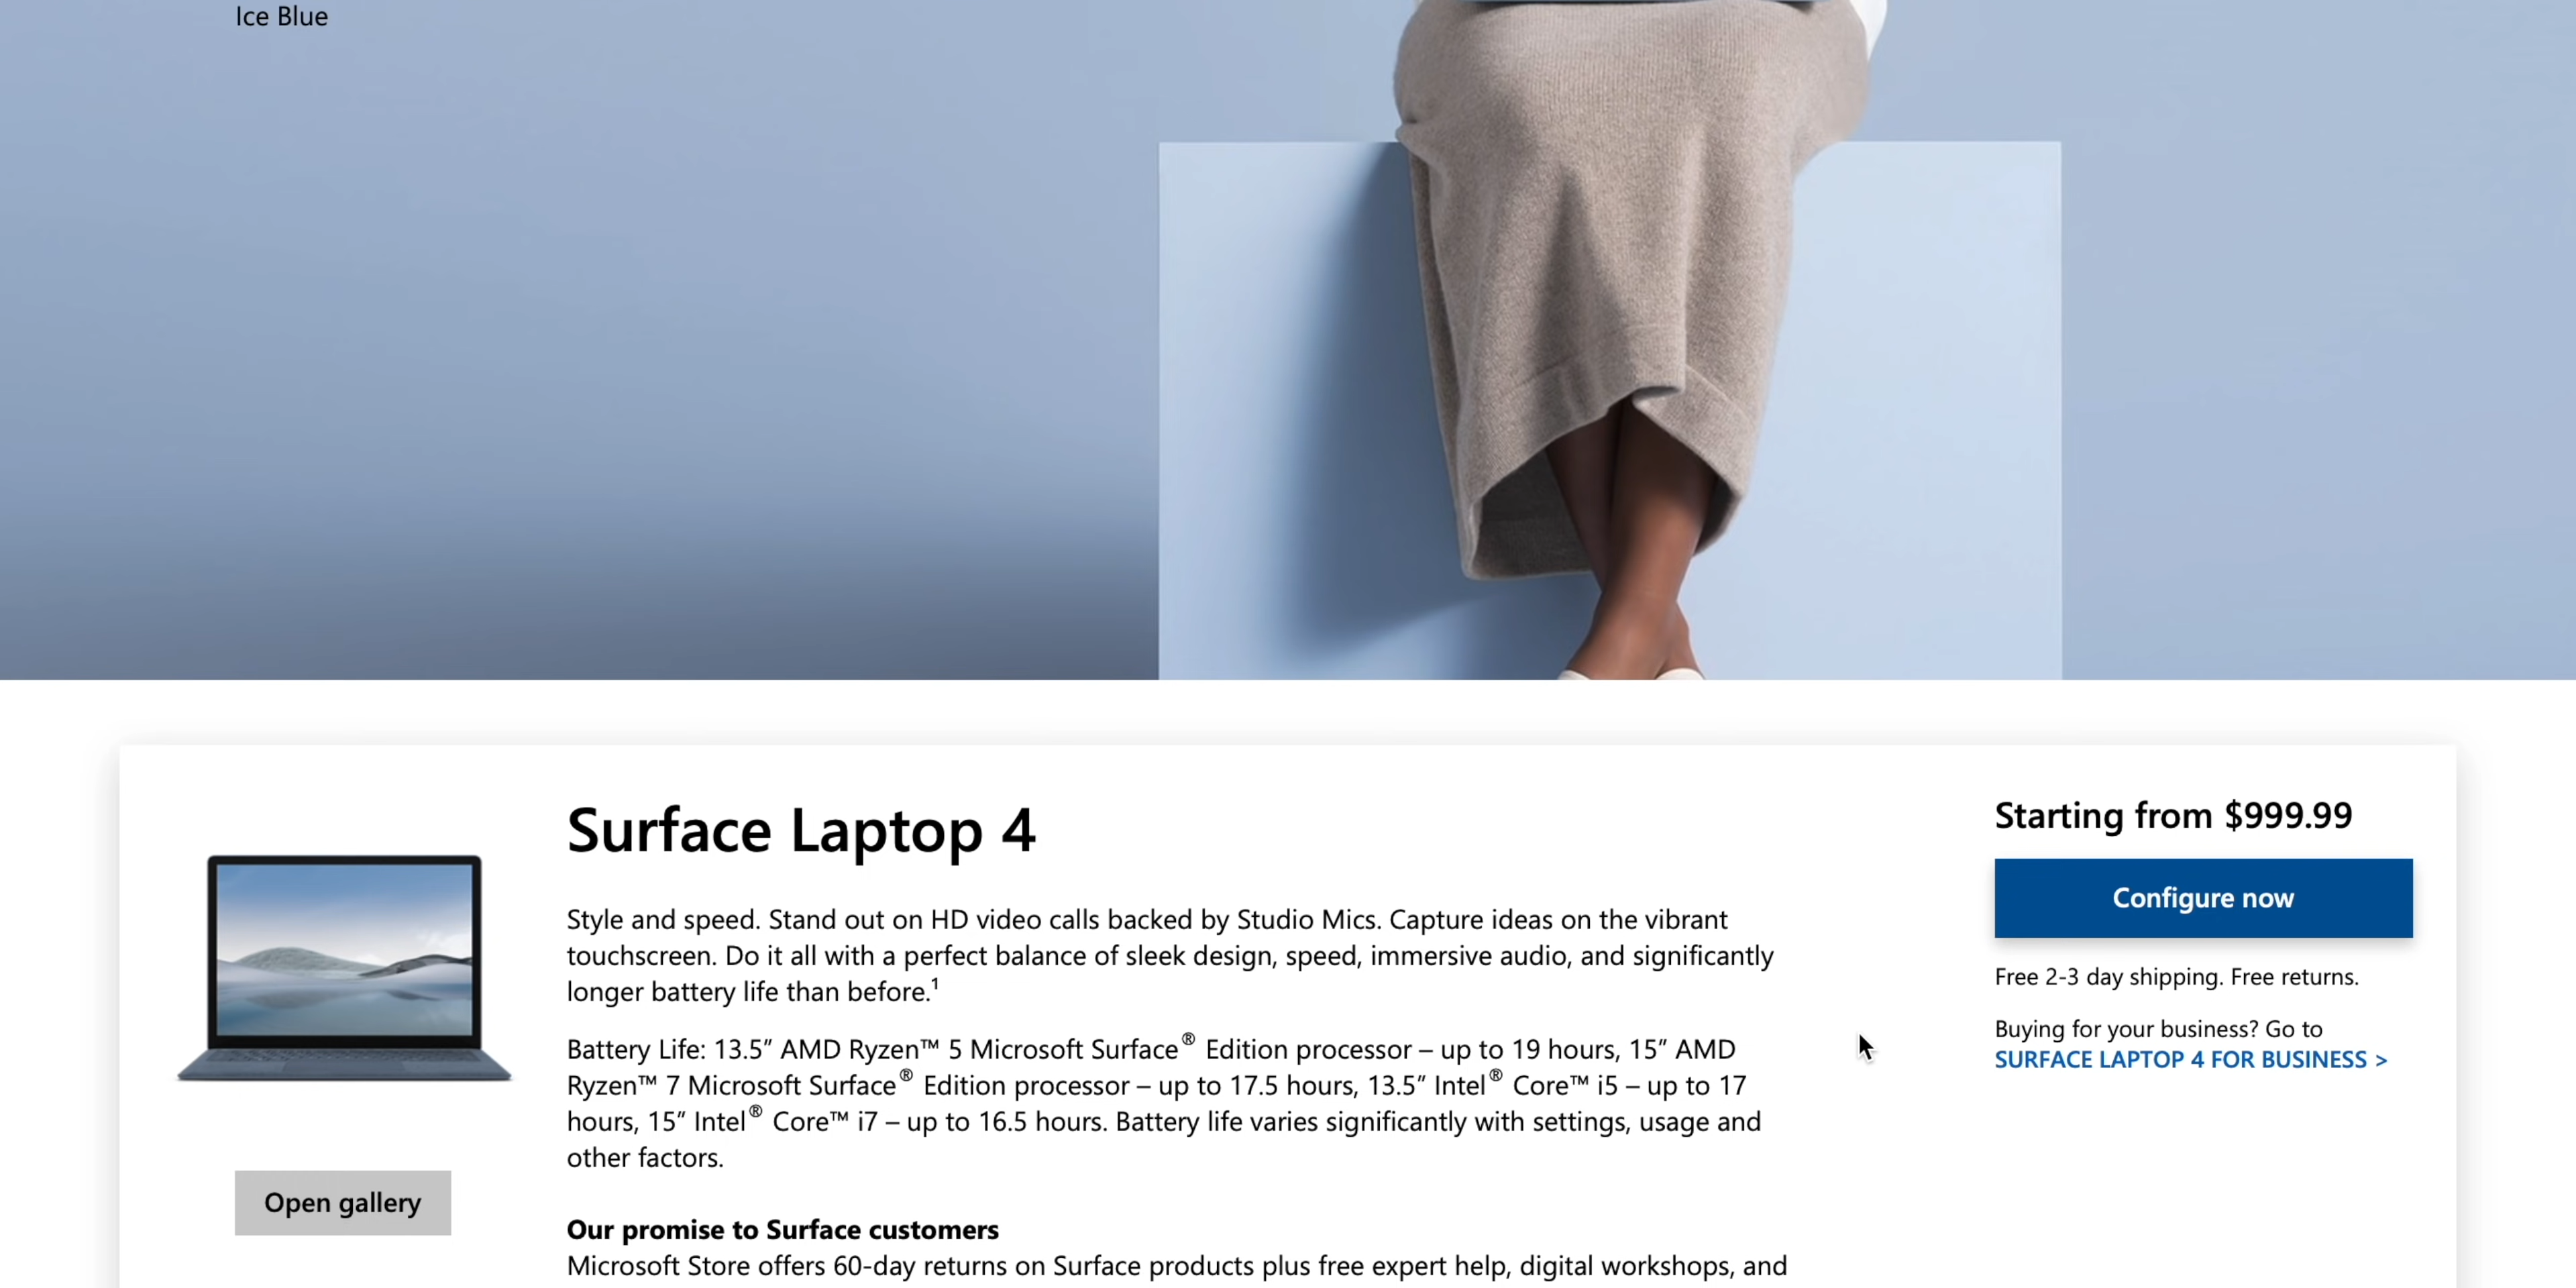 Ice Blue
Surface Laptop 4
Style and speed. Stand out on HD video calls backed by Studio Mics. Capture ideas on the vibrant
touchscreen. Do it all with a perfect balance of sleek design, speed, immersive audio, and significantly
longer battery life than before.¹
Battery Life: 13.5” AMD Ryzen™ 5 Microsoft Surface® Edition processor – up to 19 hours, 15” AMD
Ryzen™ 7 Microsoft Surface® Edition processor – up to 17.5 hours, 13.5” Intel® Core™ i5 – up to 17
hours, 15” Intel® Core™ i7 – up to 16.5 hours. Battery life varies significantly with settings, usage and
other factors.
Our promise to Surface customers
Microsoft Store offers 60-day returns on Surface products plus free expert help, digital workshops, and
Open gallery
Starting from $999.99
Configure now
Free 2-3 day shipping. Free returns.
Buying for your business? Go to
SURFACE LAPTOP 4 FOR BUSINESS >